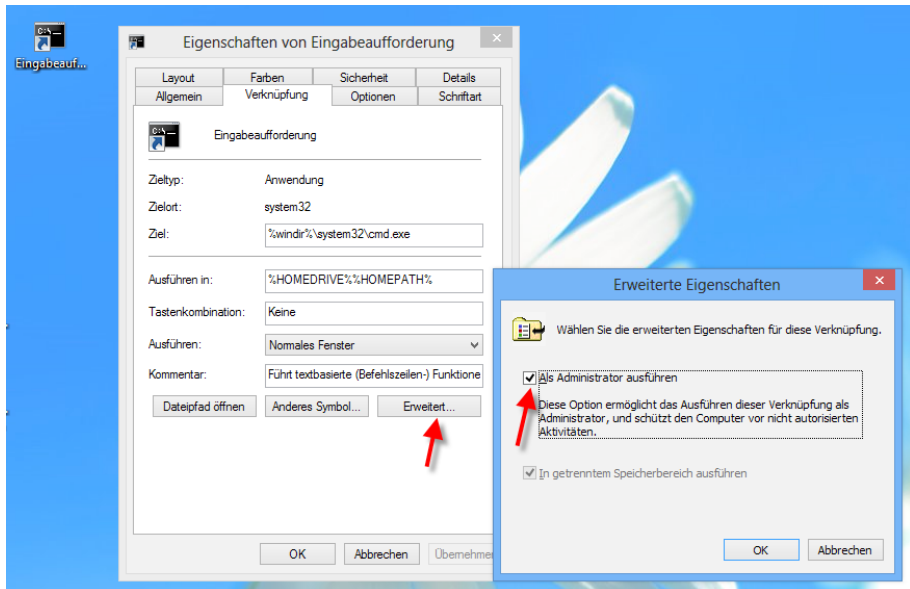 Eingabeauf...
Eigenschaften von Eingabeaufforderung
Layout Farben Sicherheit Details
Allgemein Verknüpfung Optionen Schriftart
Eingabeaufforderung
Zieltyp: Anwendung
Zielort: system32
Ziel: %windir%\system32\cmd.exe
Ausführen in: %HOMEDRIVE%%HOMEPATH%
Tastenkombination: Keine
Ausführen: Normales Fenster
Kommentar: Führt textbasierte (Befehlszeilen-) Funktione
Dateipfad öffnen Anderes Symbol... Erweitert...
OK Abbrechen Übernehme
Erweiterte Eigenschaften
Wählen Sie die erweiterten Eigenschaften für diese Verknüpfung.
Als Administrator ausführen
Diese Option ermöglicht das Ausführen dieser Verknüpfung als
Administrator, und schützt den Computer vor nicht autorisierten
Aktivitäten.
In getrenntem Speicherbereich ausführen
OK Abbrechen